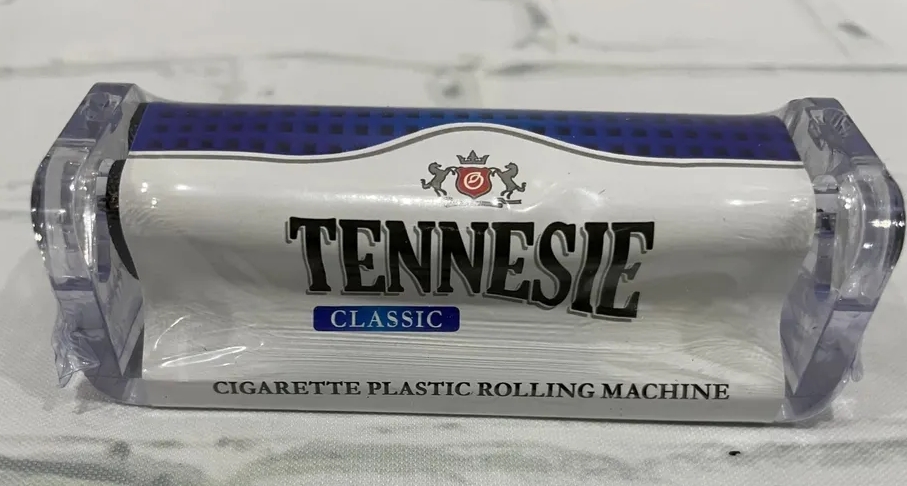 TENNESIE
CLASSIC
CIGARETTE PLASTIC ROLLING MACHINE